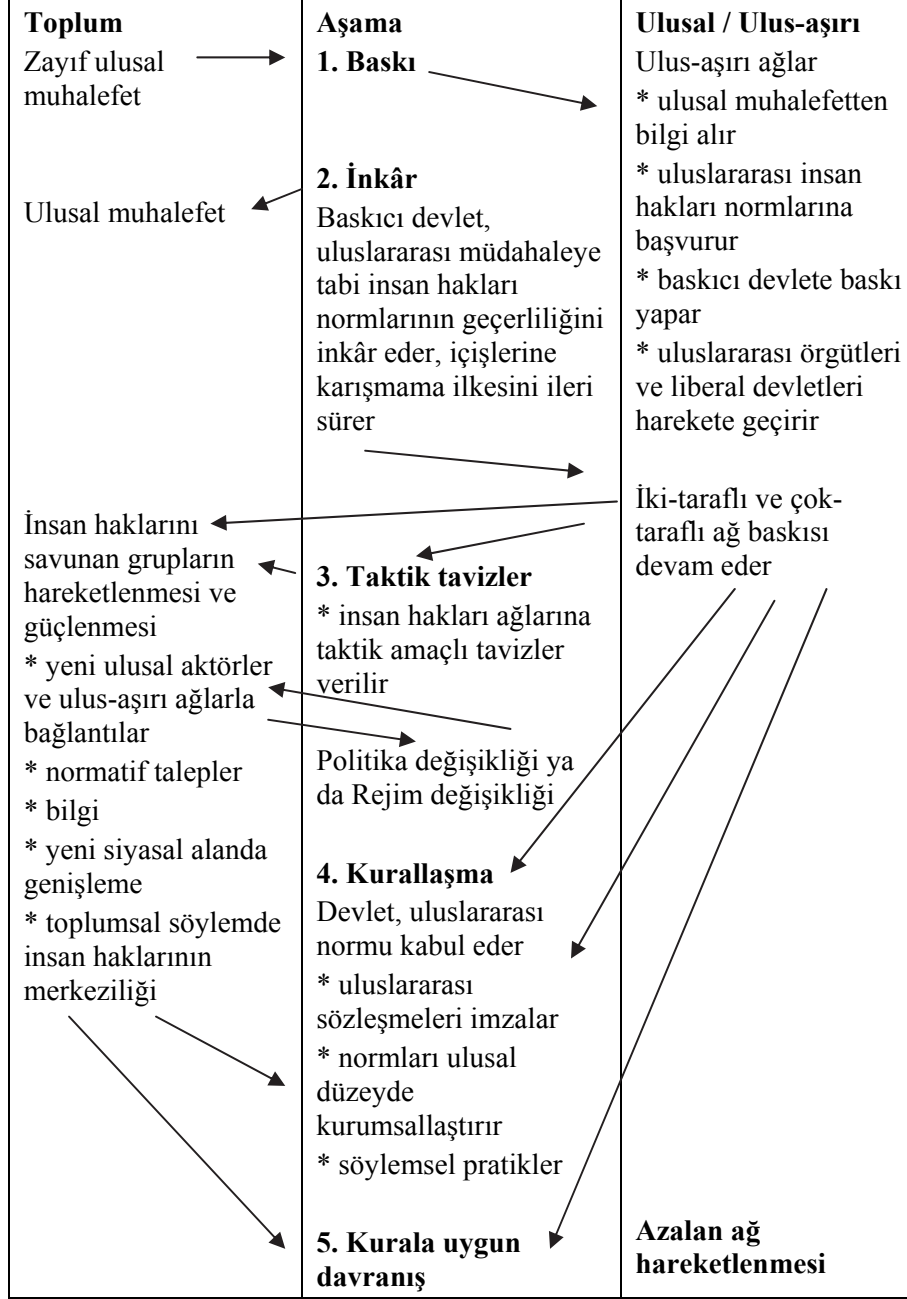 Toplum
Zayıf ulusal
muhalefet
Ulusal muhalefet
İnsan haklarını
savunan grupların
hareketlenmesi ve
güçlenmesi
* yeni ulusal aktörler
ve ulus-aşırı ağlarla
bağlantılar
* normatif talepler
* bilgi
* yeni siyasal alanda
genişleme
* toplumsal söylemde
insan haklarının
merkeziliği
Aşama
1. Baskı
2. İnkâr
Baskıcı devlet,
uluslararası müdahaleye
tabi insan hakları
normlarının geçerliliğini
inkâr eder, içişlerine
karışmama ilkesini ileri
sürer
3. Taktik tavizler
* insan hakları ağlarına
taktik amaçlı tavizler
verilir
Politika değişikliği ya
da Rejim değişikliği
4. Kurallaşma
Devlet, uluslararası
normu kabul eder
* uluslararası
sözleşmeleri imzalar
* normları ulusal
düzeyde
kurumsallaştırır
* söylemsel pratikler
5. Kurala uygun
davranış
Ulusal / Ulus-aşırı
Ulus-aşırı ağlar
* ulusal muhalefetten
bilgi alır
* uluslararası insan
hakları normlarına
başvurur
* baskıcı devlete baskı
yapar
* uluslararası örgütleri
ve liberal devletleri
harekete geçirir
İki-taraflı ve çok-
taraflı ağ baskısı
devam eder
Azalan ağ
hareketlenmesi